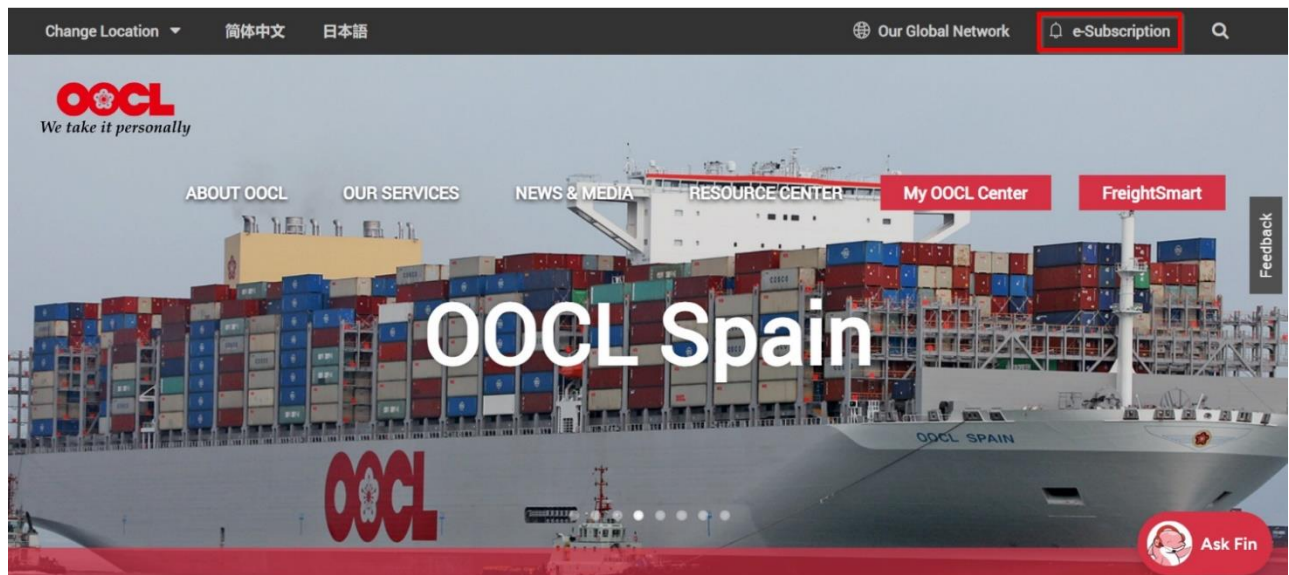 Change Location 简体中文 日本語 Our Global Network e-Subscription
OOCL
We take it personally
ABOUT OOCL OUR SERVICES NEWS & MEDIA RESOURCE CENTER My OOCL Center FreightSmart
Feedback
OOCL Spain
OOCL SPAIN
OOCL
Ask Fin